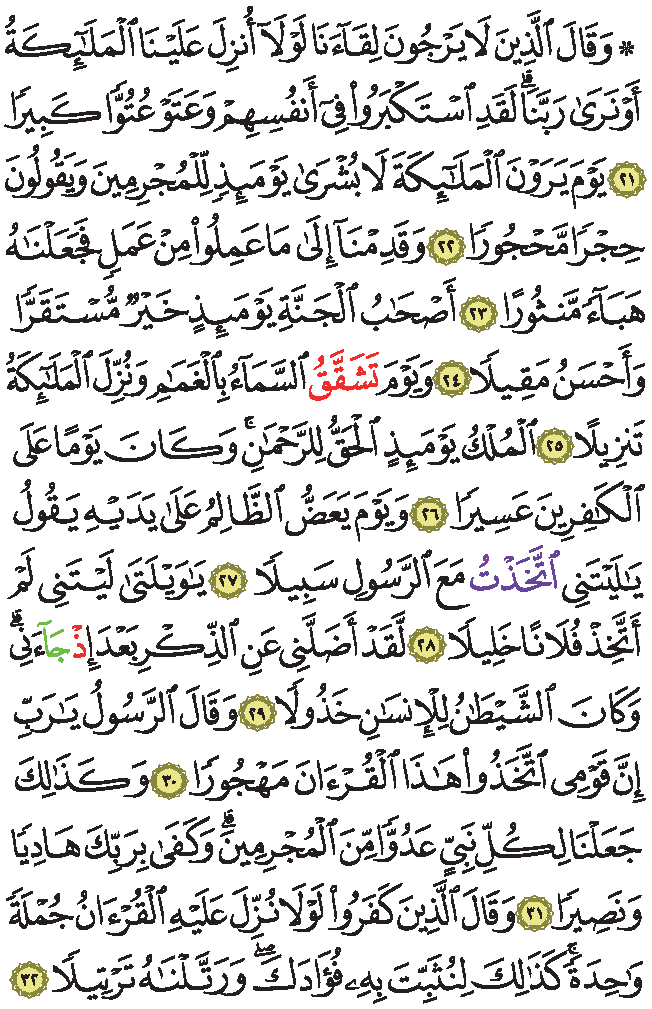 ۞ وَقَالَ ٱلَّذِينَ لَا يَرْجُونَ لِقَآءَنَا لَوْلَآ أُنزِلَ عَلَيْنَا ٱلْمَلَـٰٓئِكَةُ
أَوْ نَرَىٰ رَبَّنَاۗ لَقَدِ ٱسْتَكْبَرُوا۟ فِىٓ أَنفُسِهِمْ وَعَتَوْ عُتُوًّا كَبِيرًا
٢١ يَوْمَ يَرَوْنَ ٱلْمَلَـٰٓئِكَةَ لَا بُشْرَىٰ يَوْمَئِذٍ لِّلْمُجْرِمِينَ وَيَقُولُونَ
حِجْرًا مَّحْجُورًا ٢٢ وَقَدِمْنَآ إِلَىٰ مَا عَمِلُوا۟ مِنْ عَمَلٍ فَجَعَلْنَـٰهُ
هَبَآءً مَّنثُورًا ٢٣ أَصْحَـٰبُ ٱلْجَنَّةِ يَوْمَئِذٍ خَيْرٌ مُّسْتَقَرًّا
وَأَحْسَنُ مَقِيلًا ٢٤ وَيَوْمَ تَشَقَّقُ ٱلسَّمَآءُ بِٱلْغَمَـٰمِ وَنُزِّلَ ٱلْمَلَـٰٓئِكَةُ
تَنزِيلًا ٢٥ ٱلْمُلْكُ يَوْمَئِذٍ ٱلْحَقُّ لِلرَّحْمَـٰنِۚ وَكَانَ يَوْمًا عَلَى
ٱلْكَـٰفِرِينَ عَسِيرًا ٢٦ وَيَوْمَ يَعَضُّ ٱلظَّالِمُ عَلَىٰ يَدَيْهِ يَقُولُ
يَـٰلَيْتَنِى ٱتَّخَذْتُ مَعَ ٱلرَّسُولِ سَبِيلًا ٢٧ يَـٰوَيْلَتَىٰ لَيْتَنِى لَمْ
أَتَّخِذْ فُلَانًا خَلِيلًا ٢٨ لَّقَدْ أَضَلَّنِى عَنِ ٱلذِّكْرِ بَعْدَ إِذْ جَآءَنِىۗ
وَكَانَ ٱلشَّيْطَـٰنُ لِلْإِنسَـٰنِ خَذُولًا ٢٩ وَقَالَ ٱلرَّسُولُ يَـٰرَبِّ
إِنَّ قَوْمِى ٱتَّخَذُوا۟ هَـٰذَا ٱلْقُرْءَانَ مَهْجُورًا ٣٠ وَكَذَٰلِكَ
جَعَلْنَا لِكُلِّ نَبِىٍّ عَدُوًّا مِّنَ ٱلْمُجْرِمِينَۗ وَكَفَىٰ بِرَبِّكَ هَادِيًا
وَنَصِيرًا ٣١ وَقَالَ ٱلَّذِينَ كَفَرُوا۟ لَوْلَا نُزِّلَ عَلَيْهِ ٱلْقُرْءَانُ جُمْلَةً
وَٰحِدَةًۚ كَذَٰلِكَ لِنُثَبِّتَ بِهِۦ فُؤَادَكَۖ وَرَتَّلْنَـٰهُ تَرْتِيلًا ٣٢